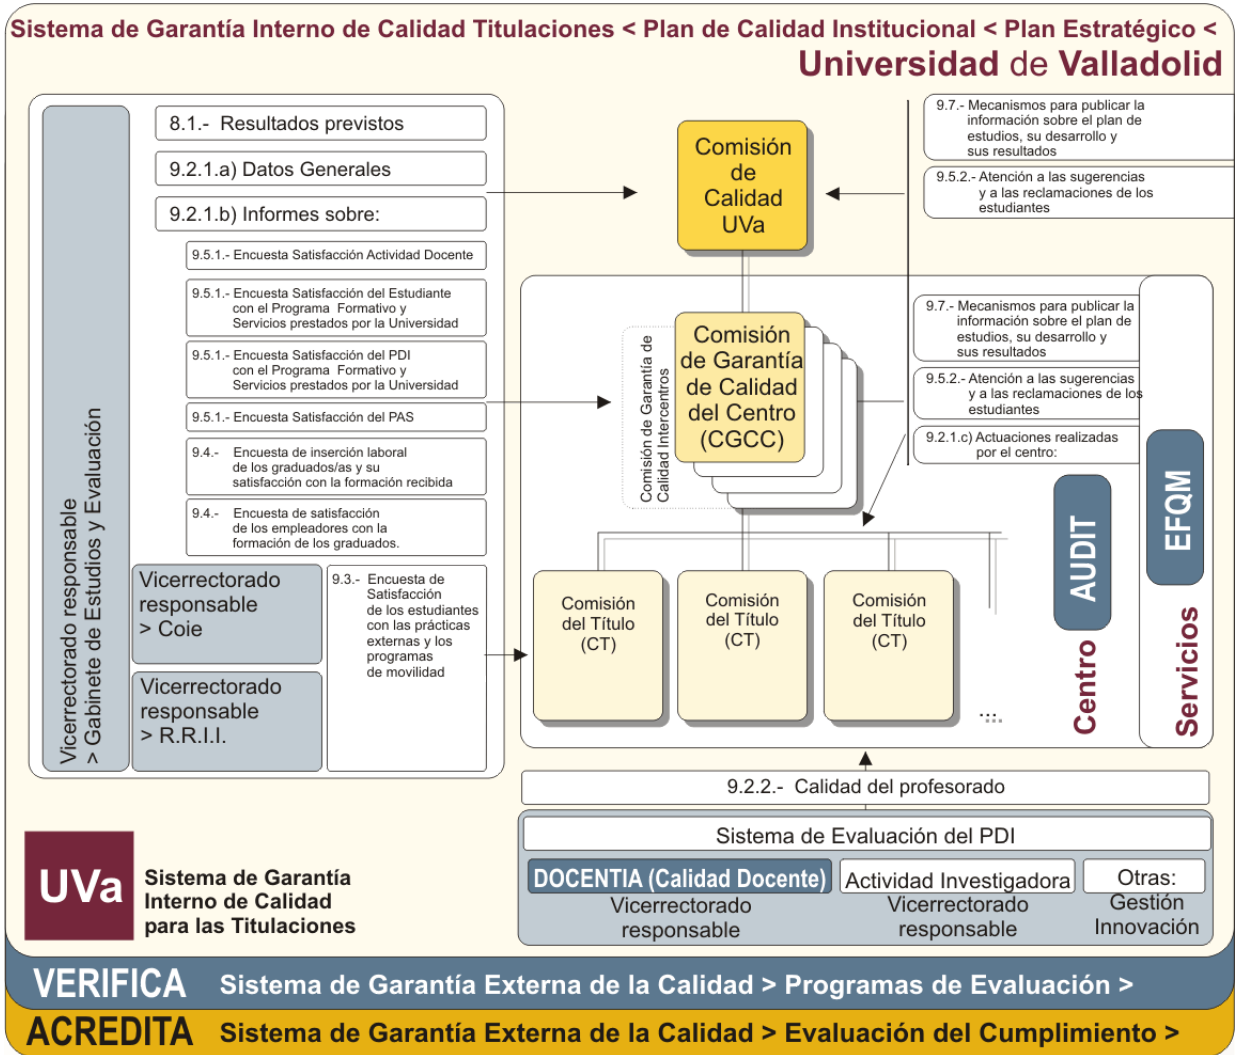 Sistema de Garantía Interno de Calidad Titulaciones < Plan de Calidad Institucional < Plan Estratégico <
Universidad de Valladolid
Vicerrectorado responsable
> Gabinete de Estudios y Evaluación
8.1.- Resultados previstos
9.2.1.a) Datos Generales
9.2.1.b) Informes sobre:
9.5.1.- Encuesta Satisfacción Actividad Docente
9.5.1.- Encuesta Satisfacción del Estudiante
con el Programa Formativo y
Servicios prestados por la Universidad
9.5.1.- Encuesta Satisfacción del PDI
con el Programa Formativo y
Servicios prestados por la Universidad
9.5.1.- Encuesta Satisfacción del PAS
9.4.- Encuesta de inserción laboral
de los graduados/as y su
satisfacción con la formación recibida
9.4.- Encuesta de satisfacción
de los empleadores con la
formación de los graduados.
Vicerrectorado
responsable
> Coie
Vicerrectorado
responsable
> R.R.I.I.
9.3.- Encuesta de
Satisfacción
de los estudiantes
con las prácticas
externas y los
programas
de movilidad
Comisión
de
Calidad
UVa
9.7.- Mecanismos para publicar la
información sobre el plan de
estudios, su desarrollo y
sus resultados
9.5.2.- Atención a las sugerencias
y a las reclamaciones de los
estudiantes
Comisión de Garantía de
Calidad Intercentros
Comisión
de Garantía
de Calidad
del Centro
(CGCC)
9.7.- Mecanismos para publicar la
información sobre el plan de
estudios, su desarrollo y
sus resultados
9.5.2.- Atención a las sugerencias
y a las reclamaciones de los
estudiantes
9.2.1.c) Actuaciones realizadas
por el centro:
Comisión
del Título
(CT)
Comisión
del Título
(CT)
Comisión
del Título
(CT)
...
Centro
AUDIT
Servicios
EFQM
9.2.2.- Calidad del profesorado
Sistema de Evaluación del PDI
DOCENTIA (Calidad Docente)
Vicerrectorado
responsable
Actividad Investigadora
Vicerrectorado
responsable
Otras:
Gestión
Innovación
UVa
Sistema de Garantía
Interno de Calidad
para las Titulaciones
VERIFICA Sistema de Garantía Externa de la Calidad > Programas de Evaluación >
ACREDITA Sistema de Garantía Externa de la Calidad > Evaluación del Cumplimiento >